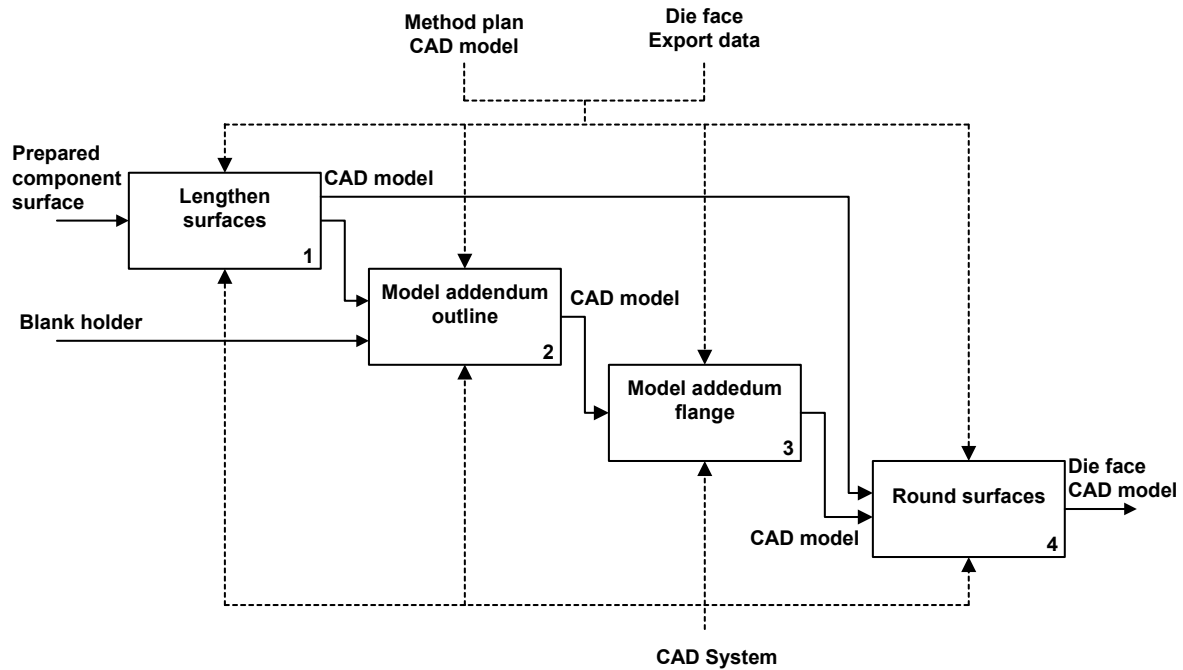 Method plan
CAD model
Die face
Export data
Prepared
component
surface
Lengthen
surfaces
1
CAD model
Blank holder
Model addendum
outline
2
CAD model
Model addedum
flange
3
CAD model
Round surfaces
4
Die face
CAD model
CAD System